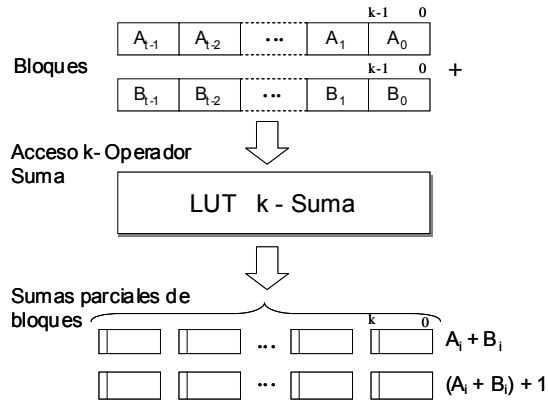 k-1 0
A_{t-1} A_{t-2} ... A_1 A_0
Bloques +
k-1 0
B_{t-1} B_{t-2} ... B_1 B_0
Acceso k- Operador
Suma
LUT k - Suma
Sumas parciales de
bloques
k 0
... A_i + B_i
... (A_i + B_i) + 1